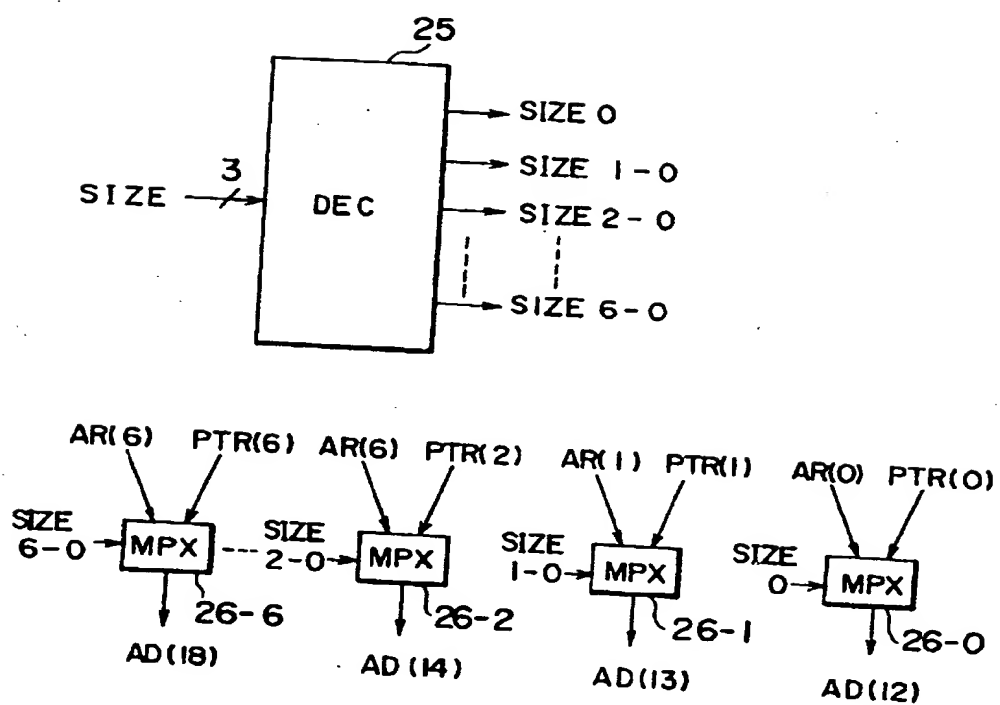 25
SIZE 0
3
SIZE 1-0
SIZE
DEC
SIZE 2-0
SIZE 6-0
AR(6) PTR(6) AR(6) PTR(2) AR(1) PTR(1) AR(0) PTR(0)
SIZE 6-0
MPX
SIZE 2-0
MPX
SIZE 1-0
MPX
SIZE 0
MPX
26-6 26-2 26-1 26-0
AD(18) AD(14) AD(13) AD(12)